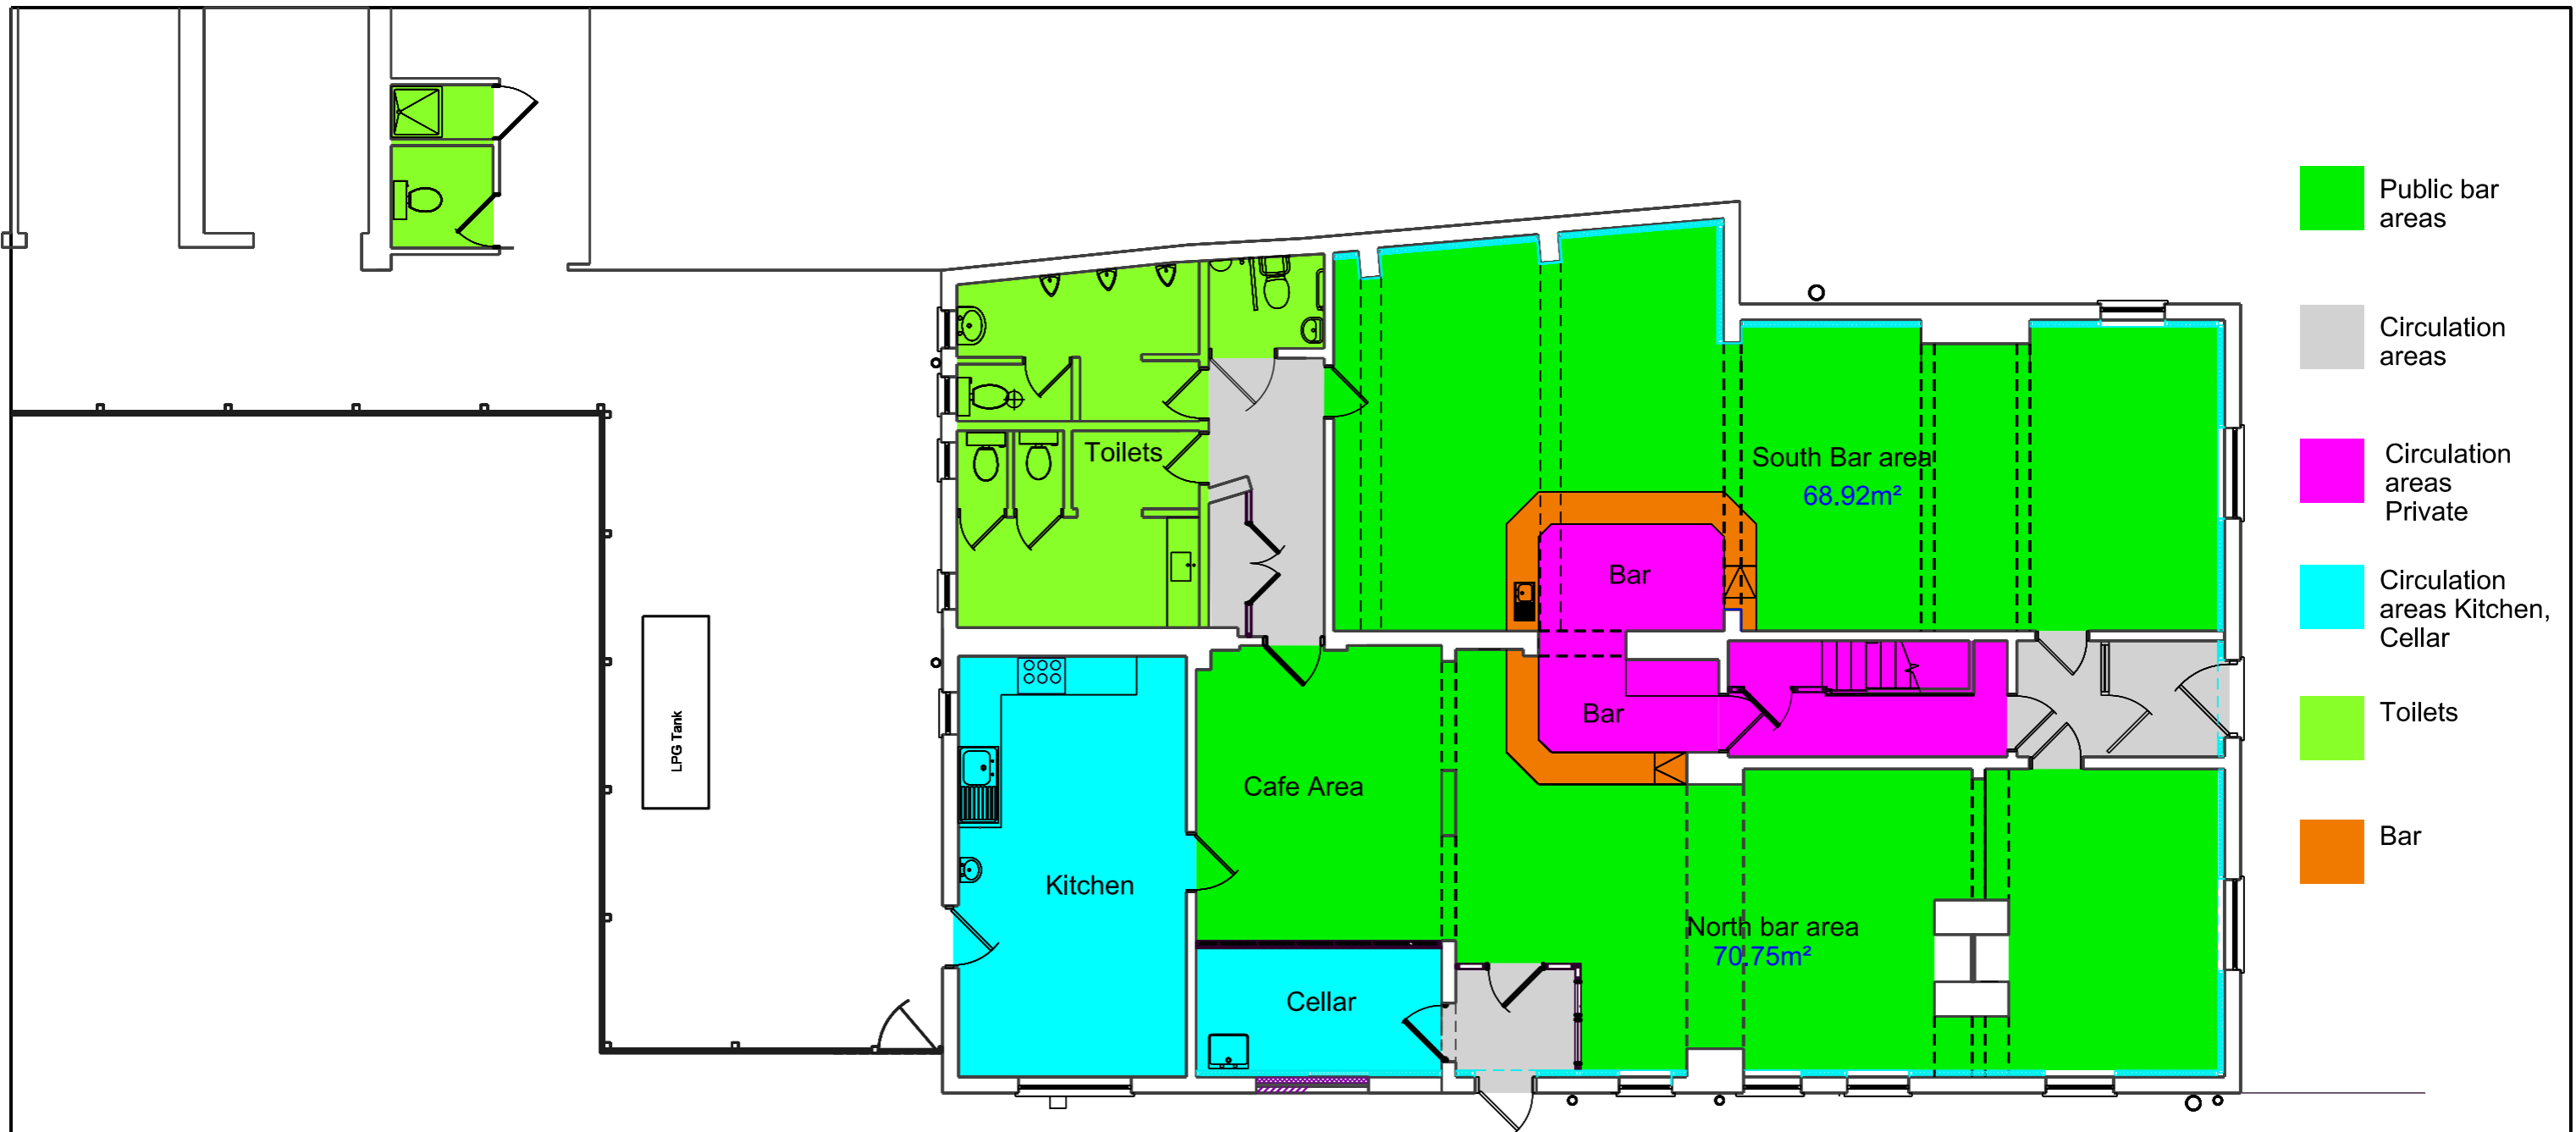 Public bar
areas
Circulation
areas
Circulation
areas
Private
Circulation
areas Kitchen,
Cellar
Toilets
Bar
Toilets
South Bar area
68.92m²
Bar
Bar
LPG Tank
Cafe Area
Kitchen
North bar area
70.75m²
Cellar